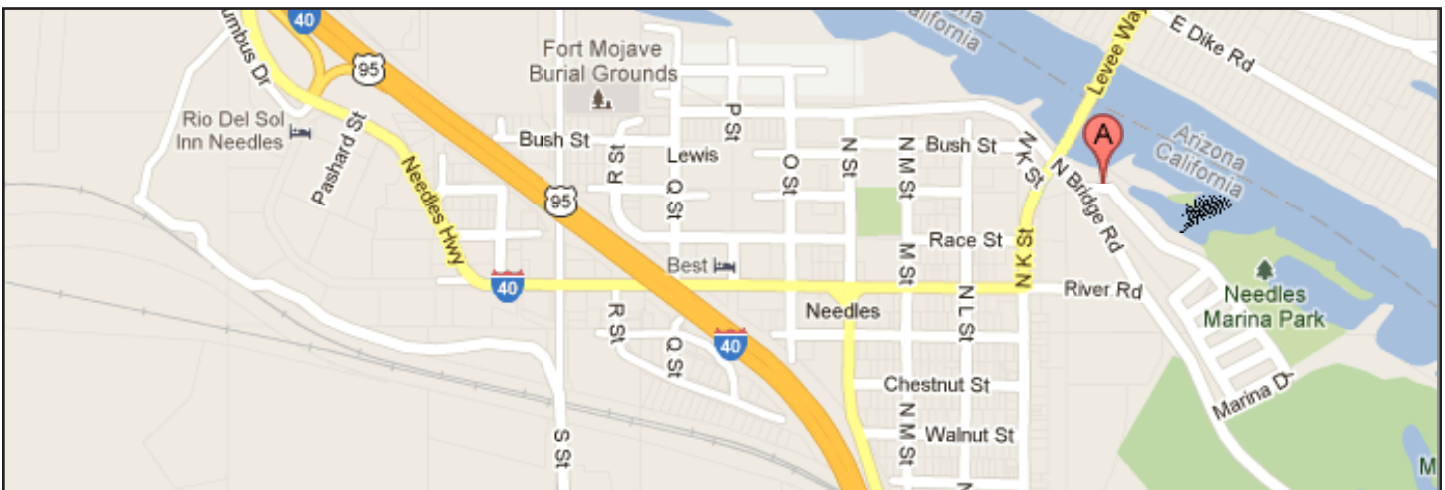 40
umbus Dr
95
Rio Del Sol
Inn Needles
Pashard St
Needles Hwy
40
Fort Mojave
Burial Grounds
Bush St
R St
Lewis
P St
Q St
O St
N St
N M St
Bush St
N K St
Levee Way
E Dike Rd
Arizona
California
A
Arizona
California
N Bridge Rd
95
Race St
M St
N K St
Best
River Rd
Needles
Marina Park
Needles
N L St
R St
Q St
40
Chestnut St
Marina D
N M St
Walnut St
S St
N
M